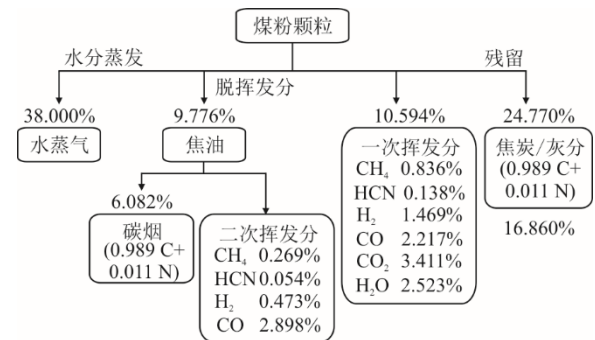 煤粉颗粒
水分蒸发
脱挥发分
残留
38.000%
9.776%
10.594%
24.770%
水蒸气
焦油
一次挥发分
CH₄ 0.836%
HCN 0.138%
H₂ 1.469%
CO 2.217%
CO₂ 3.411%
H₂O 2.523%
焦炭/灰分
(0.989 C+
0.011 N)
16.860%
6.082%
碳烟
(0.989 C+
0.011 N)
二次挥发分
CH₄ 0.269%
HCN 0.054%
H₂ 0.473%
CO 2.898%